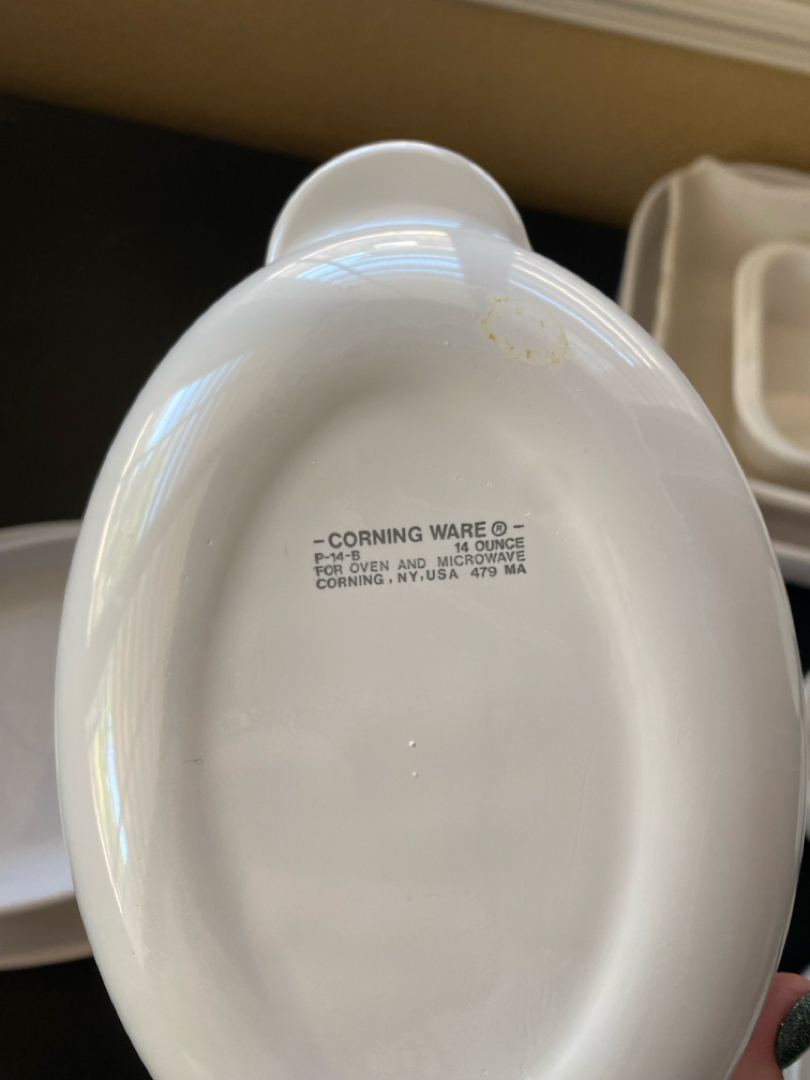 -CORNING WARE®-
P-14-B 14 OUNCE
FOR OVEN AND MICROWAVE
CORNING, NY, USA 479 MA